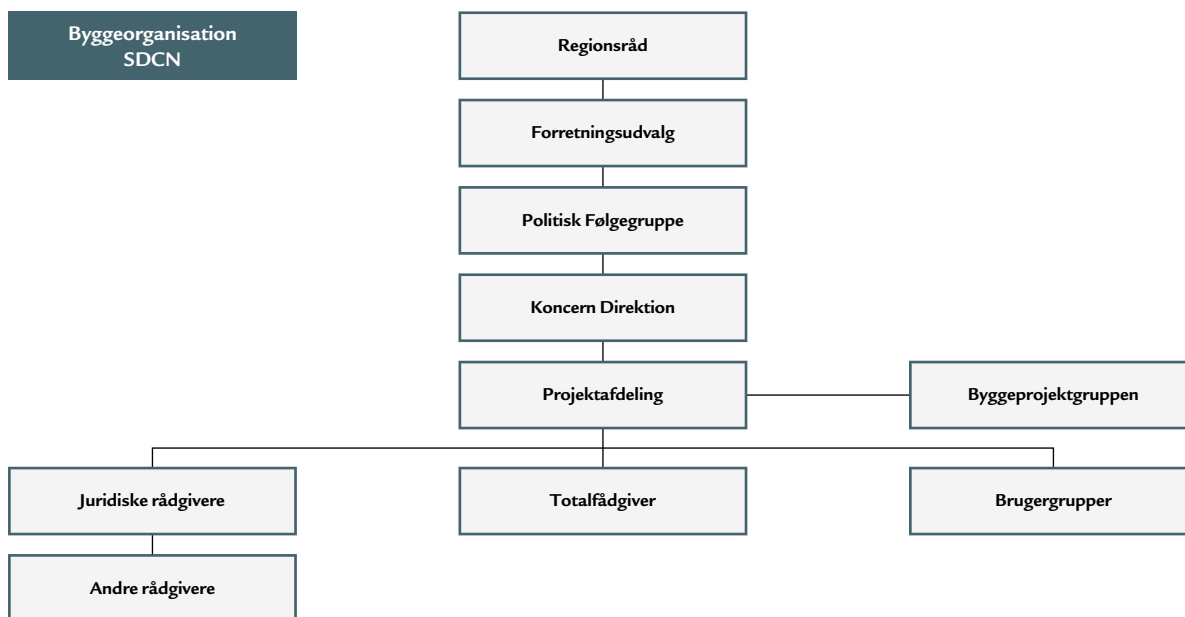 Byggeorganisation
SDCN
Regionsråd
Forretningsudvalg
Politisk Følgegruppe
Koncern Direktion
Projektafdeling
Byggeprojektgruppen
Juridiske rådgivere
Totalfådgiver
Brugergrupper
Andre rådgivere